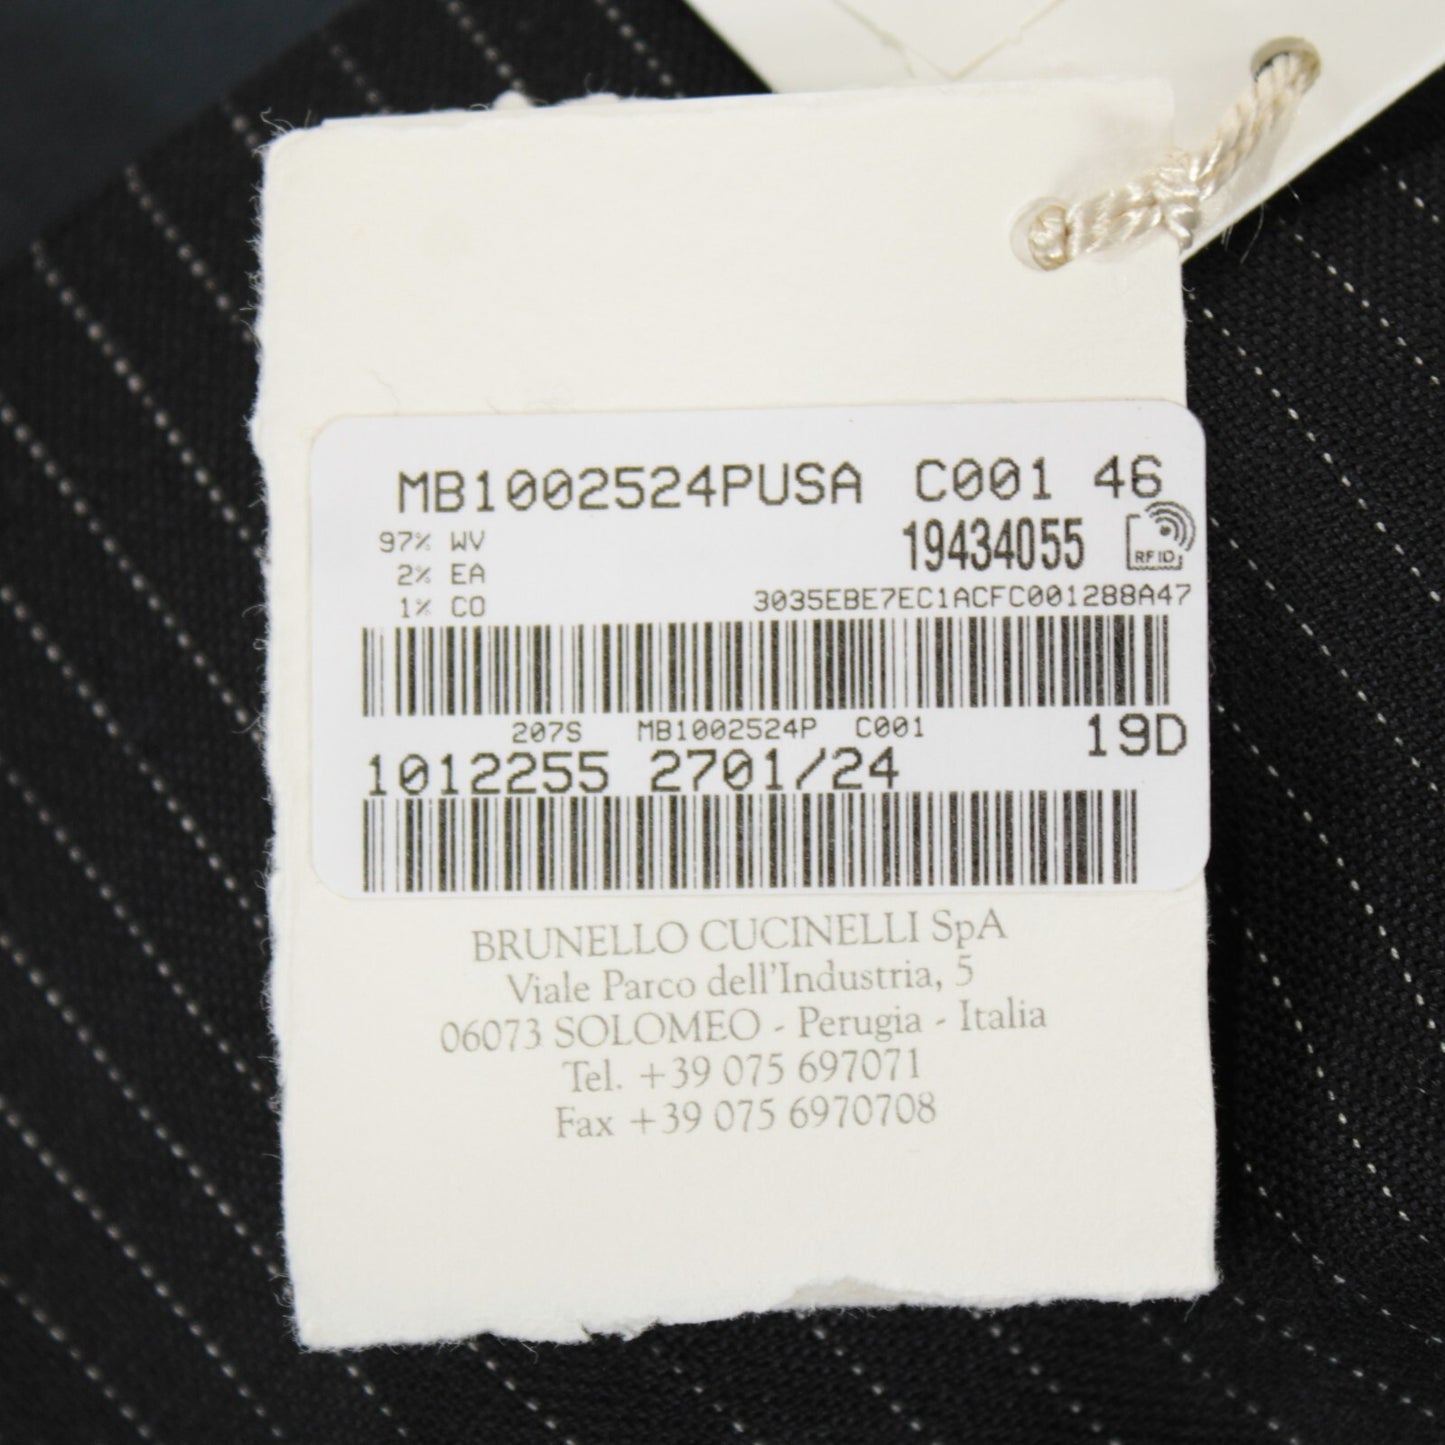 MB1002524PUSA C001 46
97% WV 19434055 RFID
2% EA
1% CO 3035EBE7EC1ACFC001288A47
207S MB1002524P C001 19D
1012255 2701/24
BRUNELLO CUCINELLI SpA
Viale Parco dell'Industria, 5
06073 SOLOMEO - Perugia - Italia
Tel. +39 075 697071
Fax +39 075 6970708